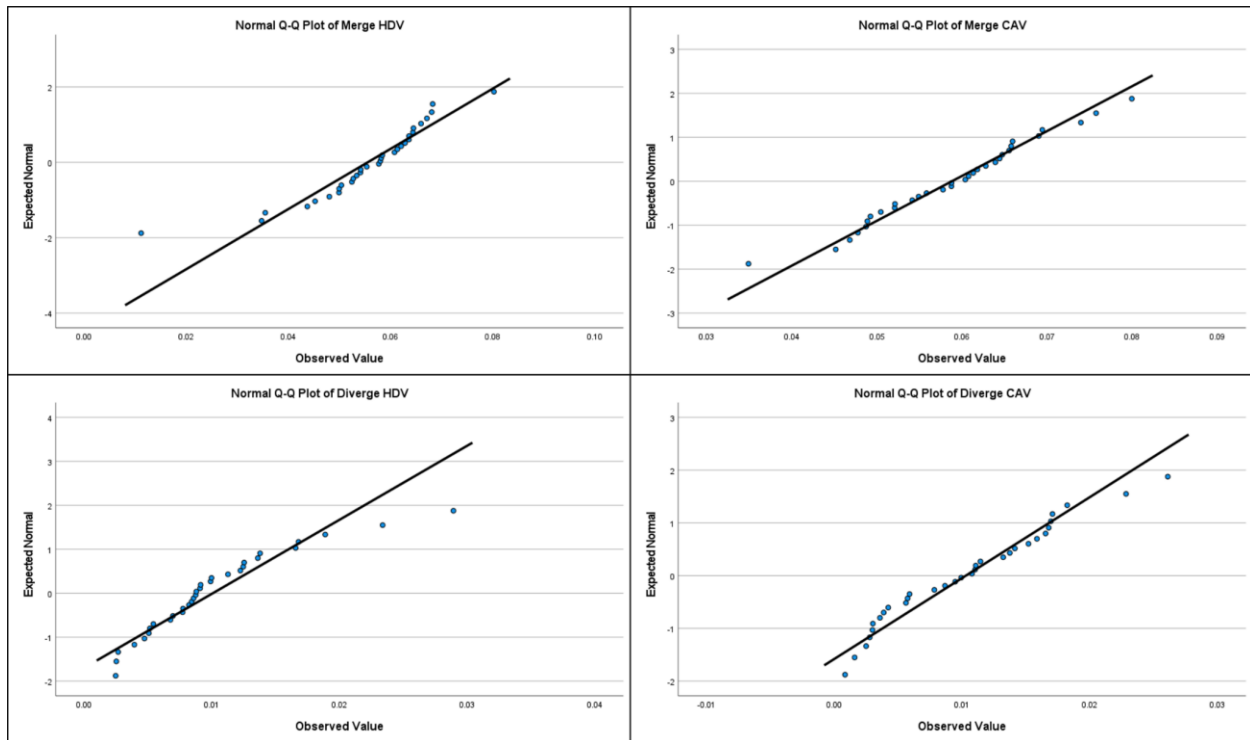 Normal Q-Q Plot of Merge HDV
2
0
-2
-4
Expected Normal
0.00 0.02 0.04 0.06 0.08 0.10
Observed Value
Normal Q-Q Plot of Merge CAV
3
2
1
0
-1
-2
-3
Expected Normal
0.03 0.04 0.05 0.06 0.07 0.08 0.09
Observed Value
Normal Q-Q Plot of Diverge HDV
4
3
2
1
0
-1
-2
Expected Normal
0.00 0.01 0.02 0.03 0.04
Observed Value
Normal Q-Q Plot of Diverge CAV
3
2
1
0
-1
-2
Expected Normal
-0.01 0.00 0.01 0.02 0.03
Observed Value